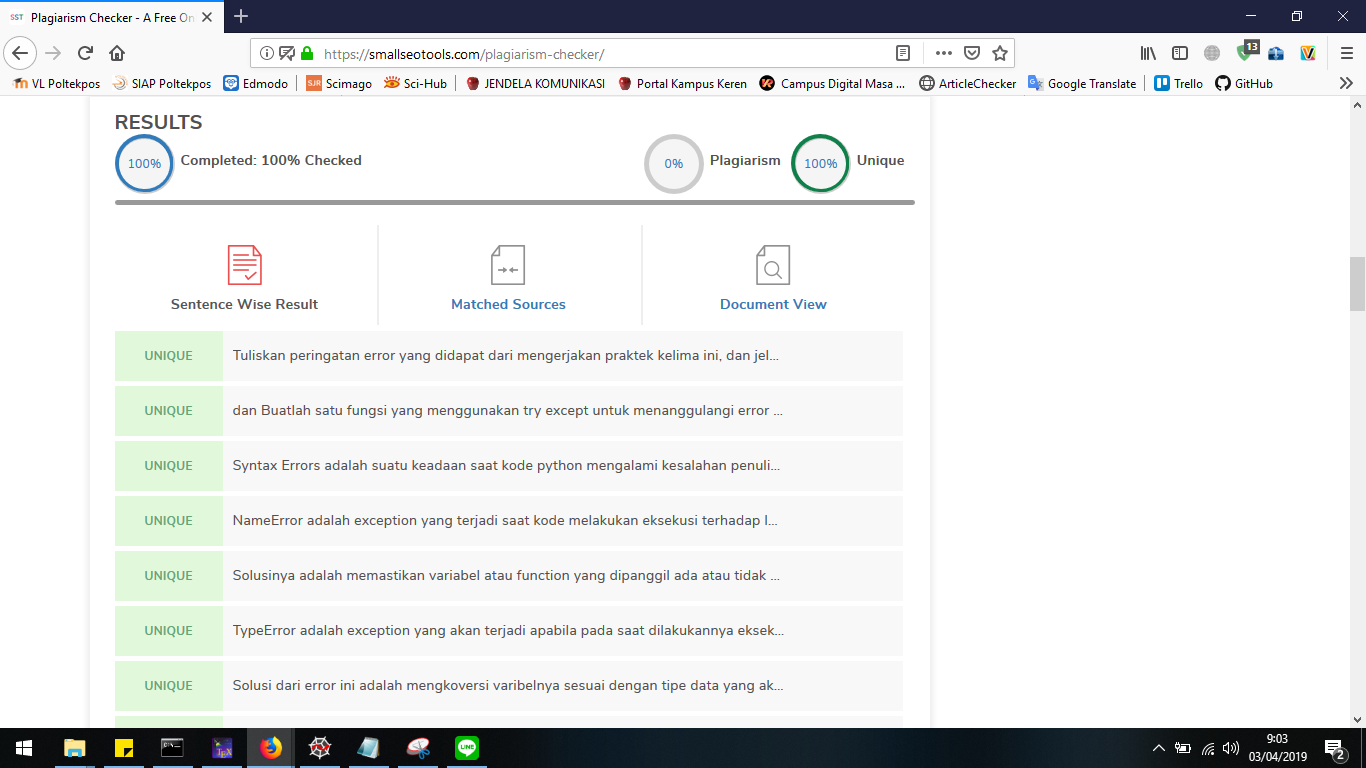 SST Plagiarism Checker - A Free On
https://smallseotools.com/plagiarism-checker/
13
VL Poltekpos SIAP Poltekpos Edmodo SJR Scimago Sci-Hub JENDELA KOMUNIKASI Portal Kampus Keren Campus Digital Masa ... ArticleChecker Google Translate Trello GitHub
RESULTS
100% Completed: 100% Checked 0% Plagiarism 100% Unique
Sentence Wise Result Matched Sources Document View
UNIQUE Tuliskan peringatan error yang didapat dari mengerjakan praktek kelima ini, dan jel...
UNIQUE dan Buatlah satu fungsi yang menggunakan try except untuk menanggulangi error ...
UNIQUE Syntax Errors adalah suatu keadaan saat kode python mengalami kesalahan penuli...
UNIQUE NameError adalah exception yang terjadi saat kode melakukan eksekusi terhadap l...
UNIQUE Solusinya adalah memastikan variabel atau function yang dipanggil ada atau tidak ...
UNIQUE TypeError adalah exception yang akan terjadi apabila pada saat dilakukannya eksek...
UNIQUE Solusi dari error ini adalah mengkoversi varibelnya sesuai dengan tipe data yang ak...
LINE
9:03
03/04/2019
2